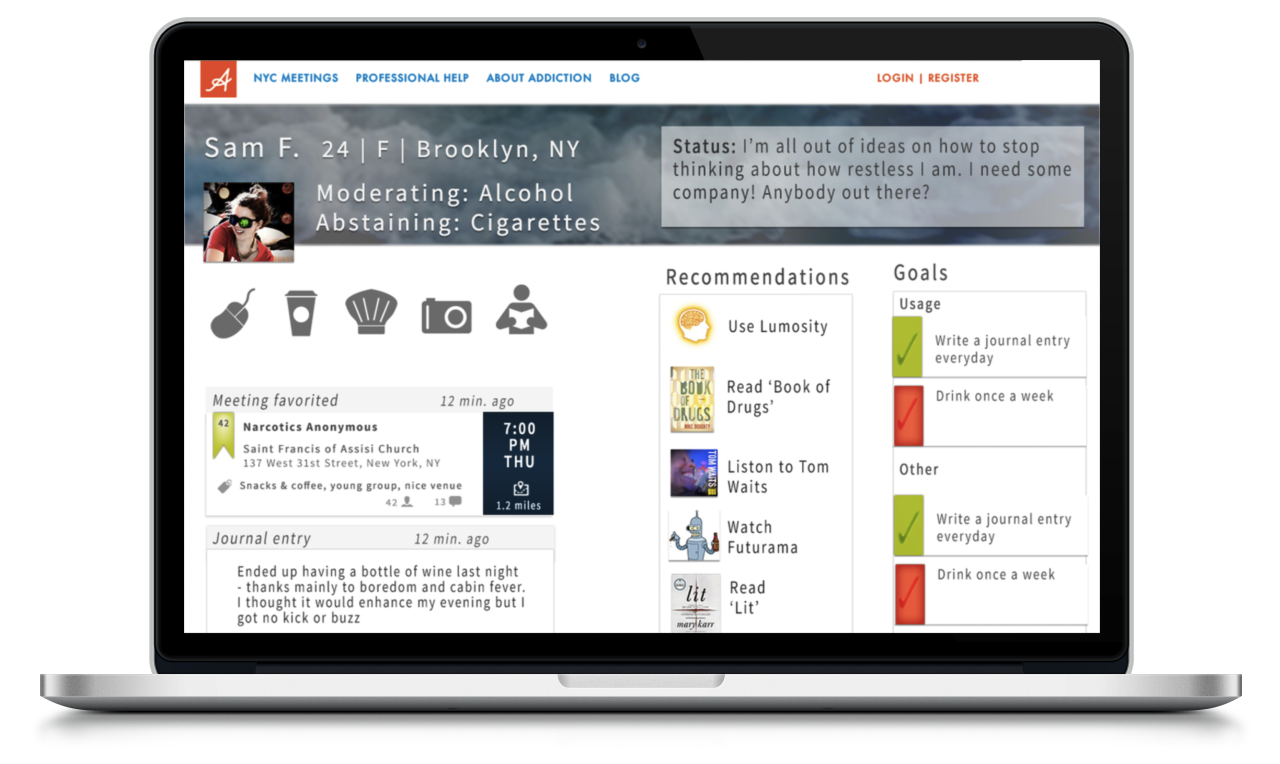 A
NYC MEETINGS PROFESSIONAL HELP ABOUT ADDICTION BLOG
LOGIN | REGISTER
Sam F. 24 | F | Brooklyn, NY
Moderating: Alcohol
Abstaining: Cigarettes
Status: I'm all out of ideas on how to stop
thinking about how restless I am. I need some
company! Anybody out there?
Meeting favorited 12 min. ago
42
Narcotics Anonymous
Saint Francis of Assisi Church
137 West 31st Street, New York, NY
Snacks & coffee, young group, nice venue
42 13
7:00
PM
THU
1.2 miles
Journal entry 12 min. ago
Ended up having a bottle of wine last night
- thanks mainly to boredom and cabin fever.
I thought it would enhance my evening but I
got no kick or buzz
Recommendations
Use Lumosity
THE
BOOK
OF
DRUGS
MIKE DOUGHTY
Read 'Book of
Drugs'
TOM WAITS
Liston to Tom
Waits
Watch
Futurama
lit
mary karr
Read
'Lit'
Goals
Usage
Write a journal entry
everyday
Drink once a week
Other
Write a journal entry
everyday
Drink once a week